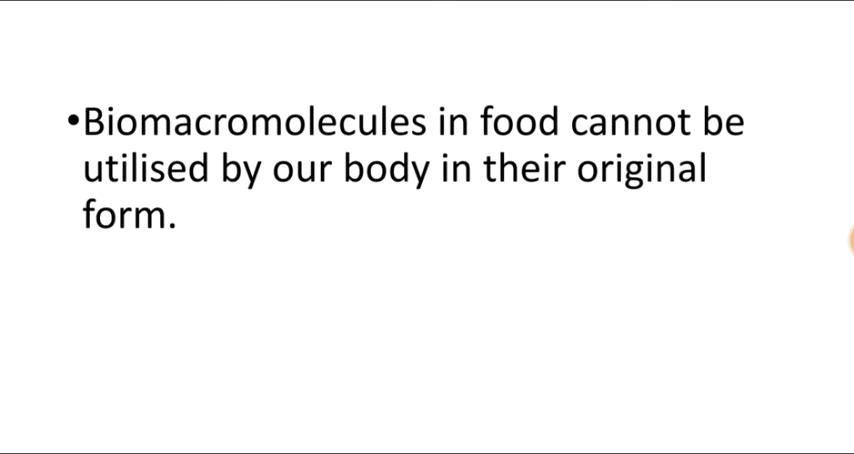 •Biomacromolecules in food cannot be
utilised by our body in their original
form.